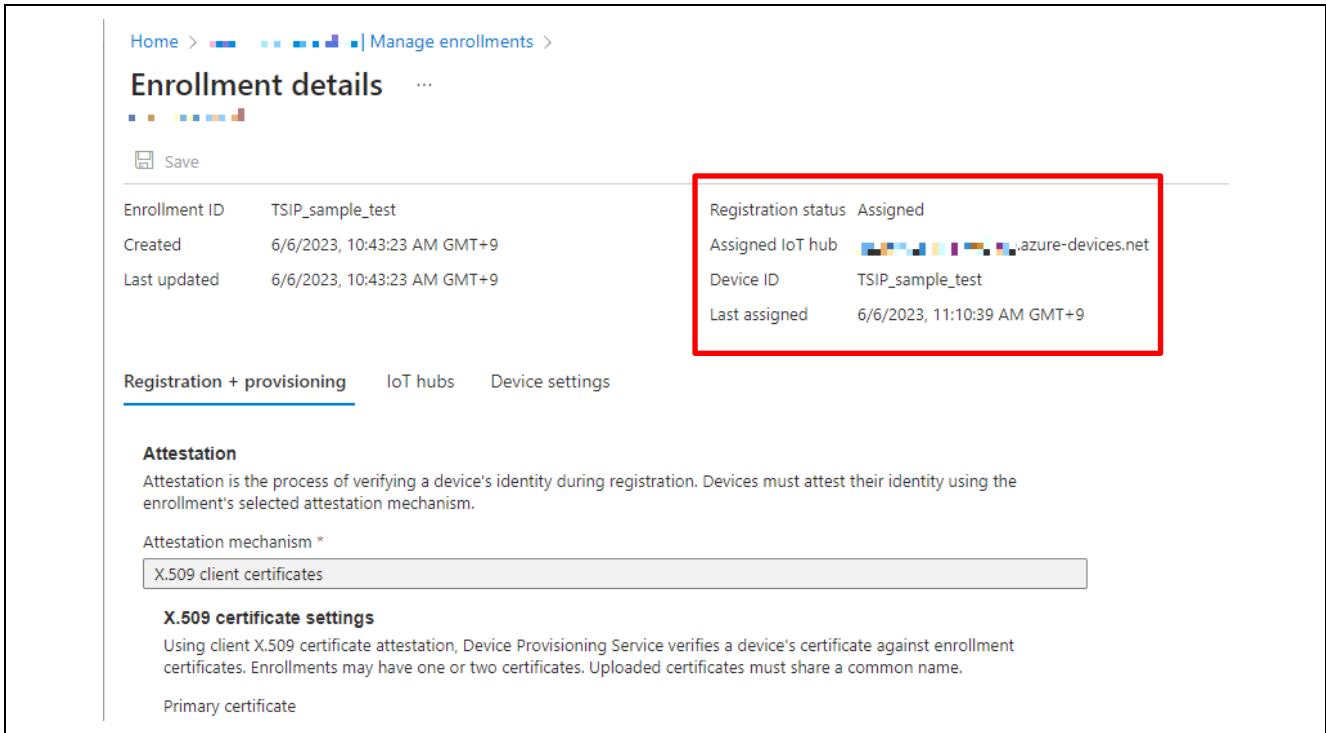 Home > | Manage enrollments >
Enrollment details ...
Save
Enrollment ID TSIP_sample_test
Created 6/6/2023, 10:43:23 AM GMT+9
Last updated 6/6/2023, 10:43:23 AM GMT+9
Registration status Assigned
Assigned IoT hub .azure-devices.net
Device ID TSIP_sample_test
Last assigned 6/6/2023, 11:10:39 AM GMT+9
Registration + provisioning IoT hubs Device settings
Attestation
Attestation is the process of verifying a device's identity during registration. Devices must attest their identity using the
enrollment's selected attestation mechanism.
Attestation mechanism *
X.509 client certificates
X.509 certificate settings
Using client X.509 certificate attestation, Device Provisioning Service verifies a device's certificate against enrollment
certificates. Enrollments may have one or two certificates. Uploaded certificates must share a common name.
Primary certificate